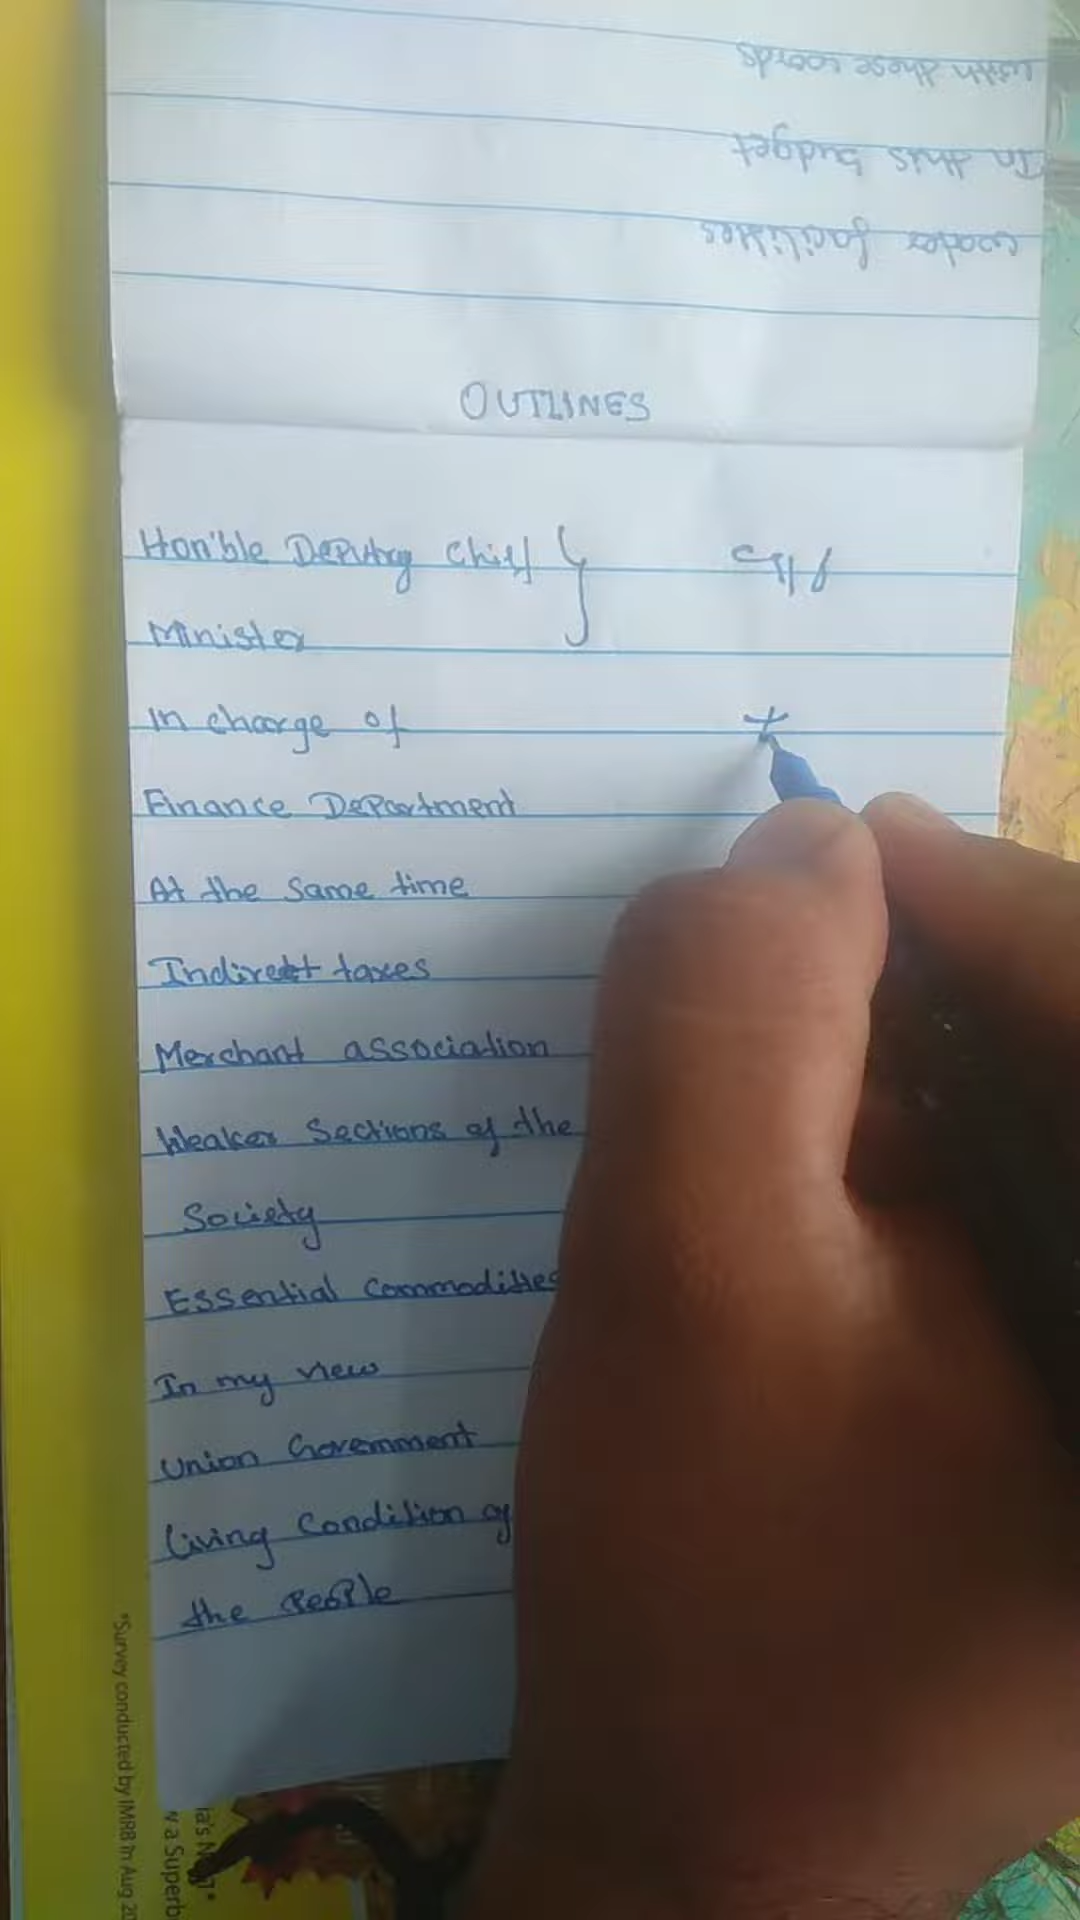 with these words
In this budget
water facilities
OUTLINES
Hon'ble Deputy Chief
Minister
In charge of
Finance Department
At the same time
Indirect taxes
Merchant association
Weaker Sections of the
Society
Essential Commodities
In my view
Union Government
Living Condition of
the People
*Survey conducted by IMRB in Aug 20